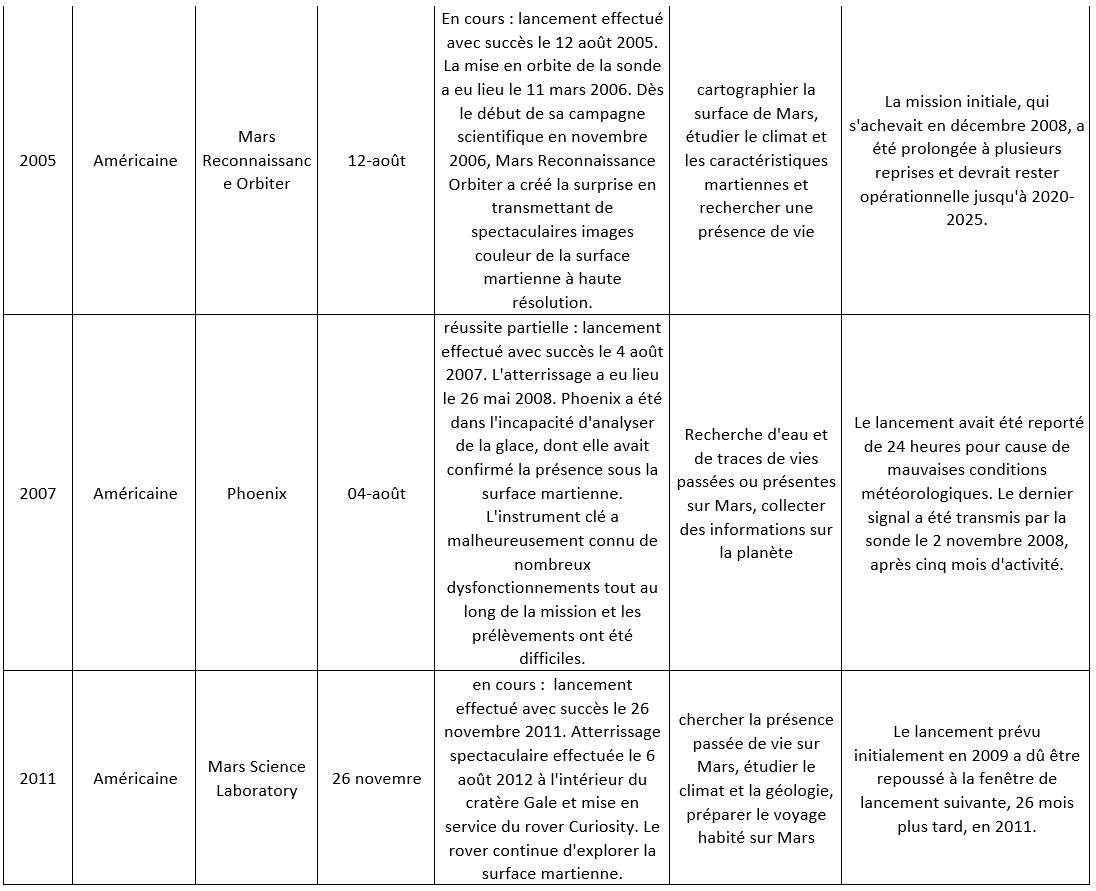 2005
Américaine
Mars
Reconnaissanc
e Orbiter
12-août
En cours : lancement effectué
avec succès le 12 août 2005.
La mise en orbite de la sonde
a eu lieu le 11 mars 2006. Dès
le début de sa campagne
scientifique en novembre
2006, Mars Reconnaissance
Orbiter a créé la surprise en
transmettant de
spectaculaires images
couleur de la surface
martienne à haute
résolution.
cartographier la
surface de Mars,
étudier le climat et
les caractéristiques
martiennes et
rechercher une
présence de vie
La mission initiale, qui
s'achevait en décembre 2008, a
été prolongée à plusieurs
reprises et devrait rester
opérationnelle jusqu'à 2020-
2025.
2007
Américaine
Phoenix
04-août
réussite partielle : lancement
effectué avec succès le 4 août
2007. L'atterrissage a eu lieu
le 26 mai 2008. Phoenix a été
dans l'incapacité d'analyser
de la glace, dont elle avait
confirmé la présence sous la
surface martienne.
L'instrument clé a
malheureusement connu de
nombreux
dysfonctionnements tout au
long de la mission et les
prélèvements ont été
difficiles.
Recherche d'eau et
de traces de vies
passées ou présentes
sur Mars, collecter
des informations sur
la planète
Le lancement avait été reporté
de 24 heures pour cause de
mauvaises conditions
météorologiques. Le dernier
signal a été transmis par la
sonde le 2 novembre 2008,
après cinq mois d'activité.
2011
Américaine
Mars Science
Laboratory
26 novemre
en cours :  lancement
effectué avec succès le 26
novembre 2011. Atterrissage
spectaculaire effectuée le 6
août 2012 à l'intérieur du
cratère Gale et mise en
service du rover Curiosity. Le
rover continue d'explorer la
surface martienne.
chercher la présence
passée de vie sur
Mars, étudier le
climat et la géologie,
préparer le voyage
habité sur Mars
Le lancement prévu
initialement en 2009 a dû être
repoussé à la fenêtre de
lancement suivante, 26 mois
plus tard, en 2011.